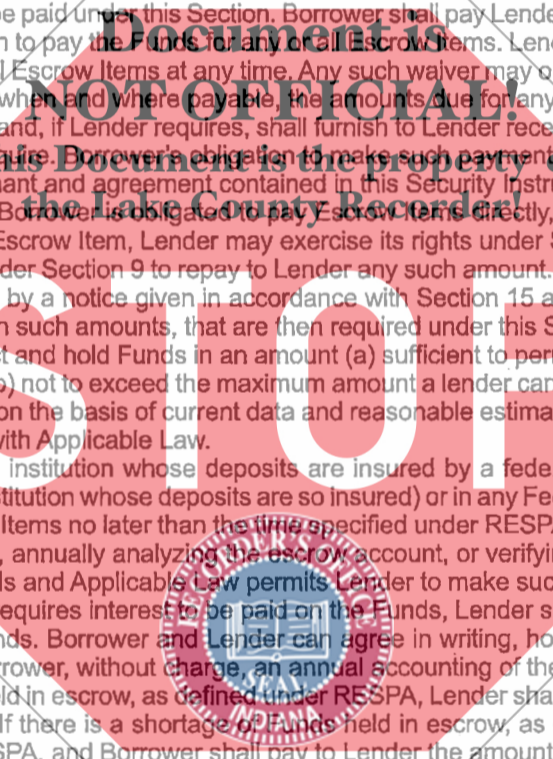 e paid under this Section. Borrower shall pay Lende
Document is
n to pay the Funds for any or all Escrow Items. Len
l Escrow Items at any time. Any such waiver may o
NOT OFFICIAL!
when and where payable, the amounts due for any
and, if Lender requires, shall furnish to Lender rece
quire. Borrower's obligation to make such payment
is Document is the property o
nant and agreement contained in this Security Instr
the Lake County Recorder!
Borrower is obligated to pay Escrow Items directly,
Escrow Item, Lender may exercise its rights under S
der Section 9 to repay to Lender any such amount.
STOP
by a notice given in accordance with Section 15 a
n such amounts, that are then required under this S
t and hold Funds in an amount (a) sufficient to perm
b) not to exceed the maximum amount a lender can
on the basis of current data and reasonable estima
with Applicable Law.
institution whose deposits are insured by a fede
stitution whose deposits are so insured) or in any Fe
Items no later than the time specified under RESPA
, annually analyzing the escrow account, or verifyin
ds and Applicable Law permits Lender to make suc
requires interest to be paid on the Funds, Lender s
nds. Borrower and Lender can agree in writing, ho
rrower, without charge, an annual accounting of the
eld in escrow, as defined under RESPA, Lender sha
If there is a shortage of Funds held in escrow, as
SPA, and Borrower shall pay to Lender the amount
RECORDER'S OFFICE
SEAL
INDIANA